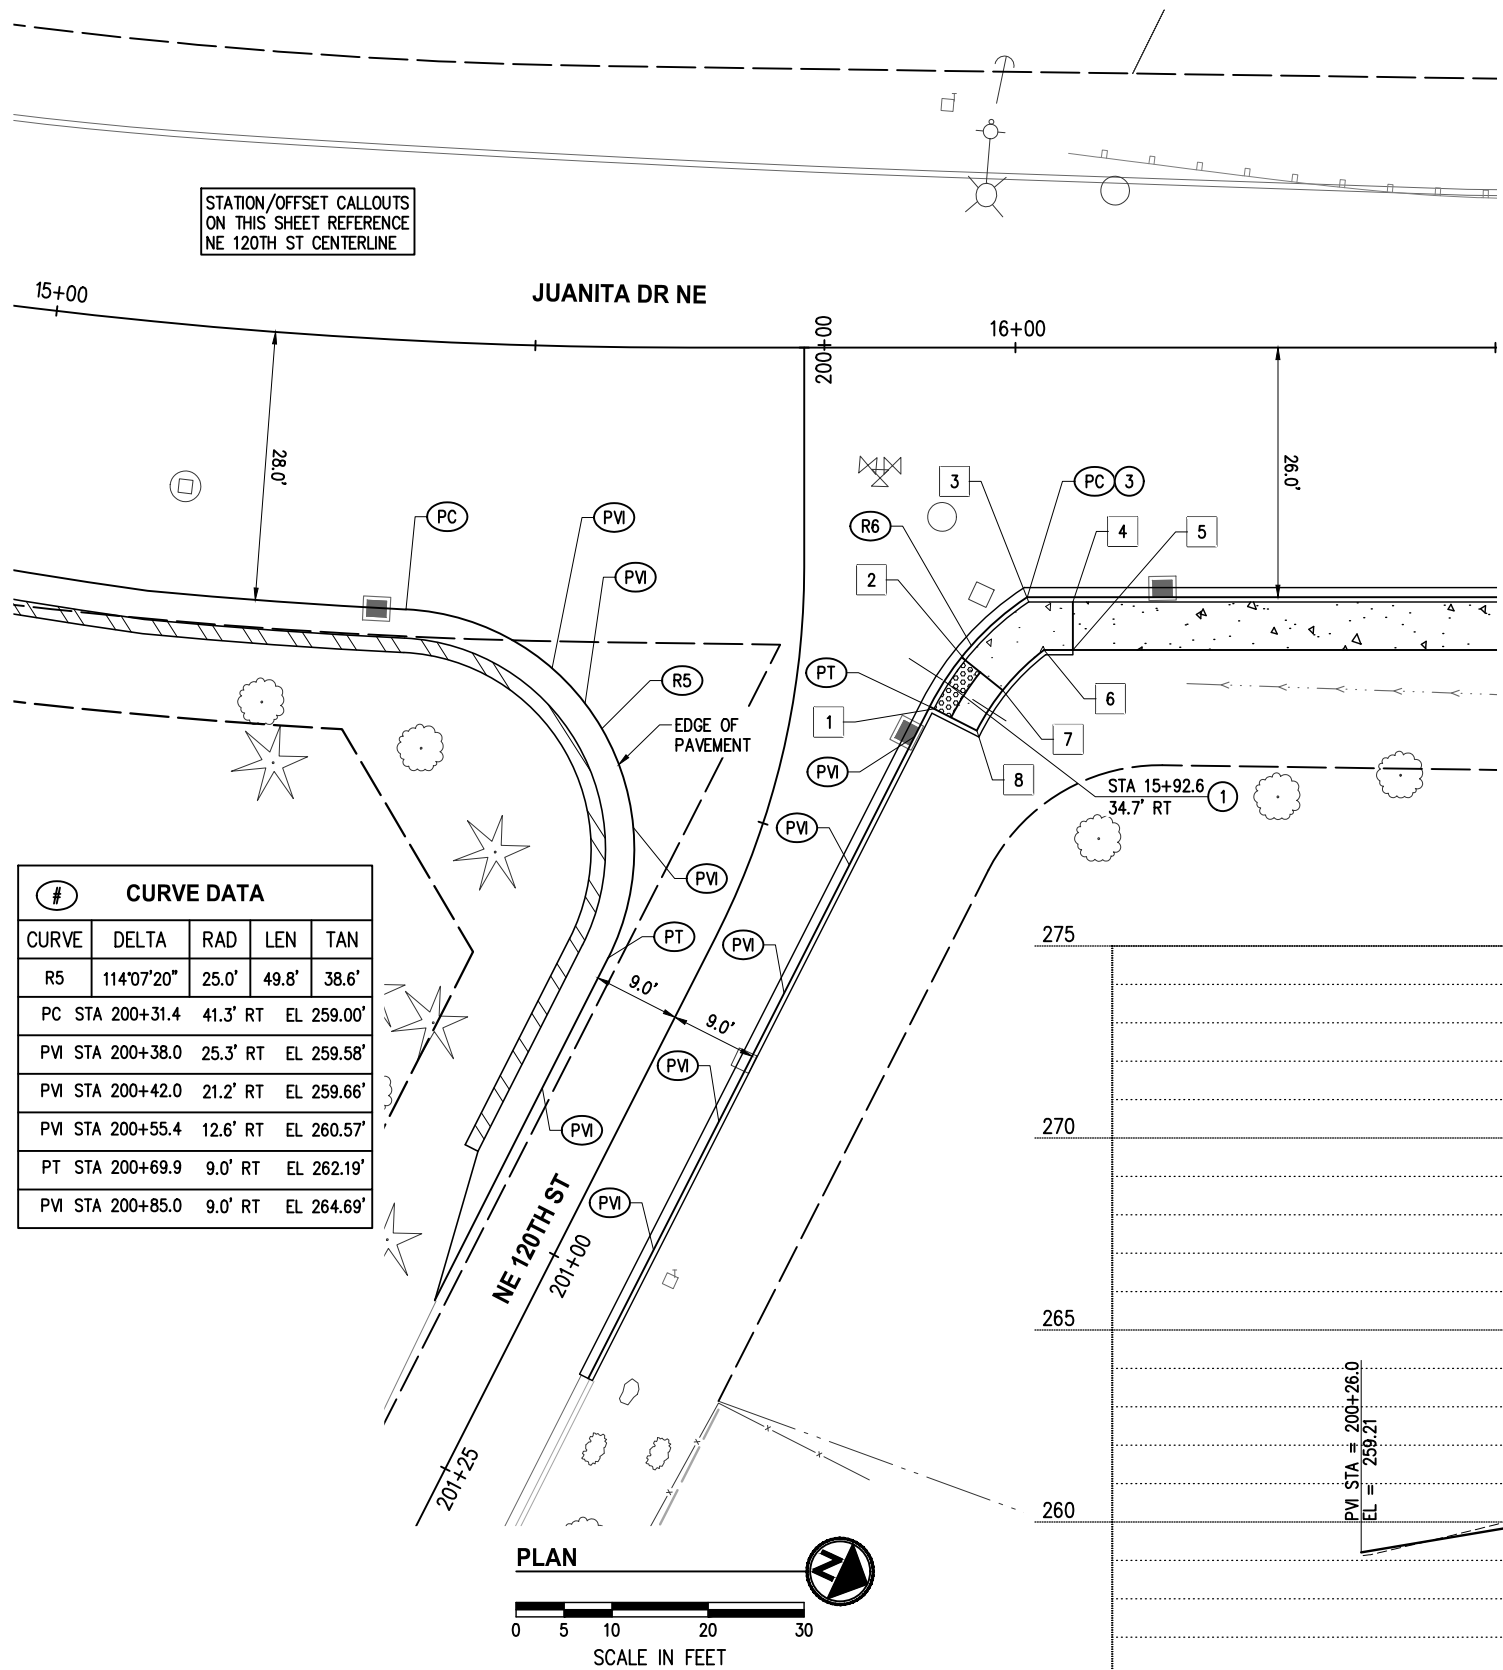 STATION/OFFSET CALLOUTS
ON THIS SHEET REFERENCE
NE 120TH ST CENTERLINE
JUANITA DR NE
15+00
200+00
16+00
28.0'
26.0'
PC
PVI
PVI
R5
EDGE OF
PAVEMENT
PVI
PT
9.0'
9.0'
3
PC 3
R6
4
5
2
PT
1
6
7
8
PVI
STA 15+92.6 1
34.7' RT
PVI
PVI
PVI
PVI
PVI
NE 120TH ST
201+00
201+25
# CURVE DATA
CURVE DELTA RAD LEN TAN
R5 114°07'20" 25.0' 49.8' 38.6'
PC STA 200+31.4 41.3' RT EL 259.00'
PVI STA 200+38.0 25.3' RT EL 259.58'
PVI STA 200+42.0 21.2' RT EL 259.66'
PVI STA 200+55.4 12.6' RT EL 260.57'
PT STA 200+69.9 9.0' RT EL 262.19'
PVI STA 200+85.0 9.0' RT EL 264.69'
275
270
265
260
PVI STA = 200+26.0
EL = 259.21
PLAN
N
0 5 10 20 30
SCALE IN FEET